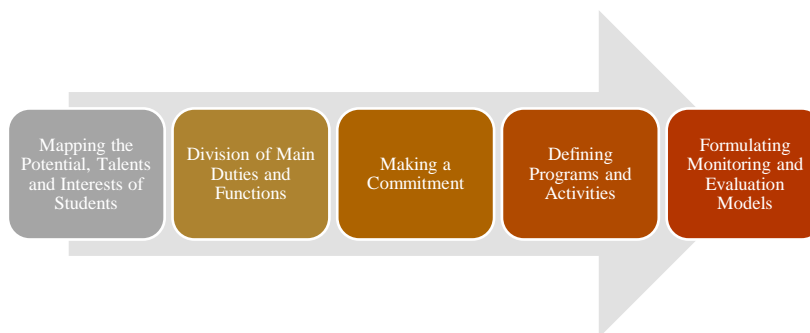 Mapping the
Potential, Talents
and Interests of
Students
Division of Main
Duties and
Functions
Making a
Commitment
Defining
Programs and
Activities
Formulating
Monitoring and
Evaluation
Models